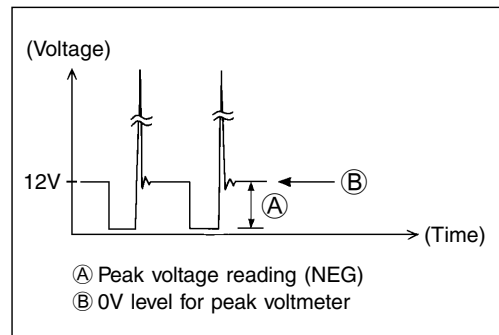 (Voltage)
12V
Ⓑ
Ⓐ
(Time)
Ⓐ Peak voltage reading (NEG)
Ⓑ 0V level for peak voltmeter